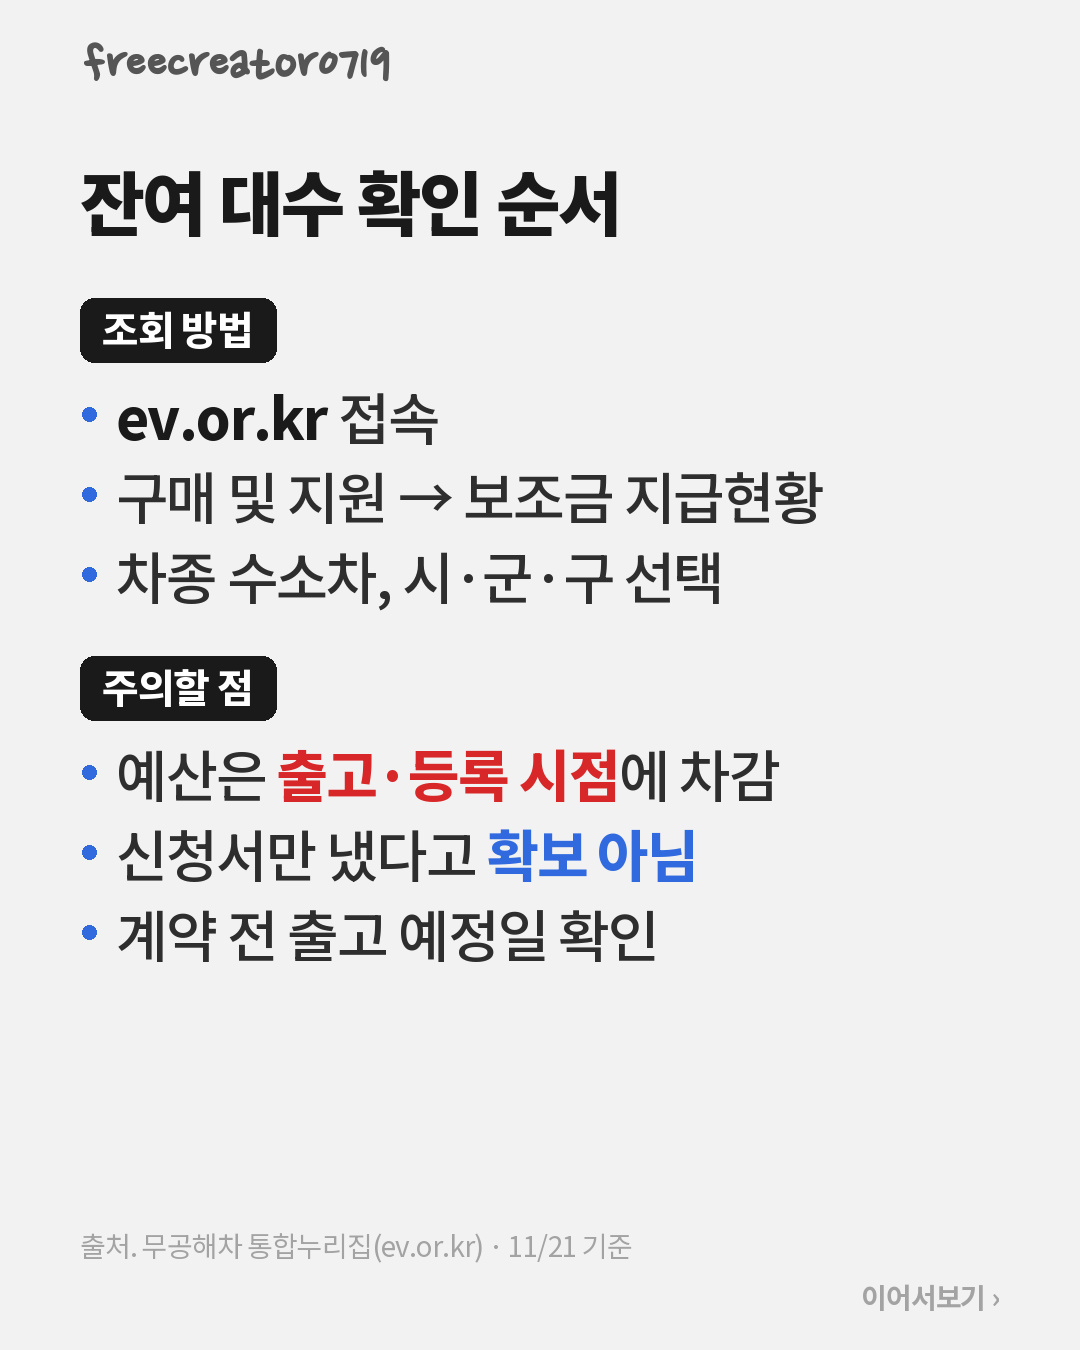 freecreator0719
잔여 대수 확인 순서
조회 방법
• ev.or.kr 접속
• 구매 및 지원 → 보조금 지급현황
• 차종 수소차, 시·군·구 선택
주의할 점
• 예산은 출고·등록 시점에 차감
• 신청서만 냈다고 확보 아님
• 계약 전 출고 예정일 확인
출처. 무공해차 통합누리집(ev.or.kr) · 11/21 기준
이어서보기 ›